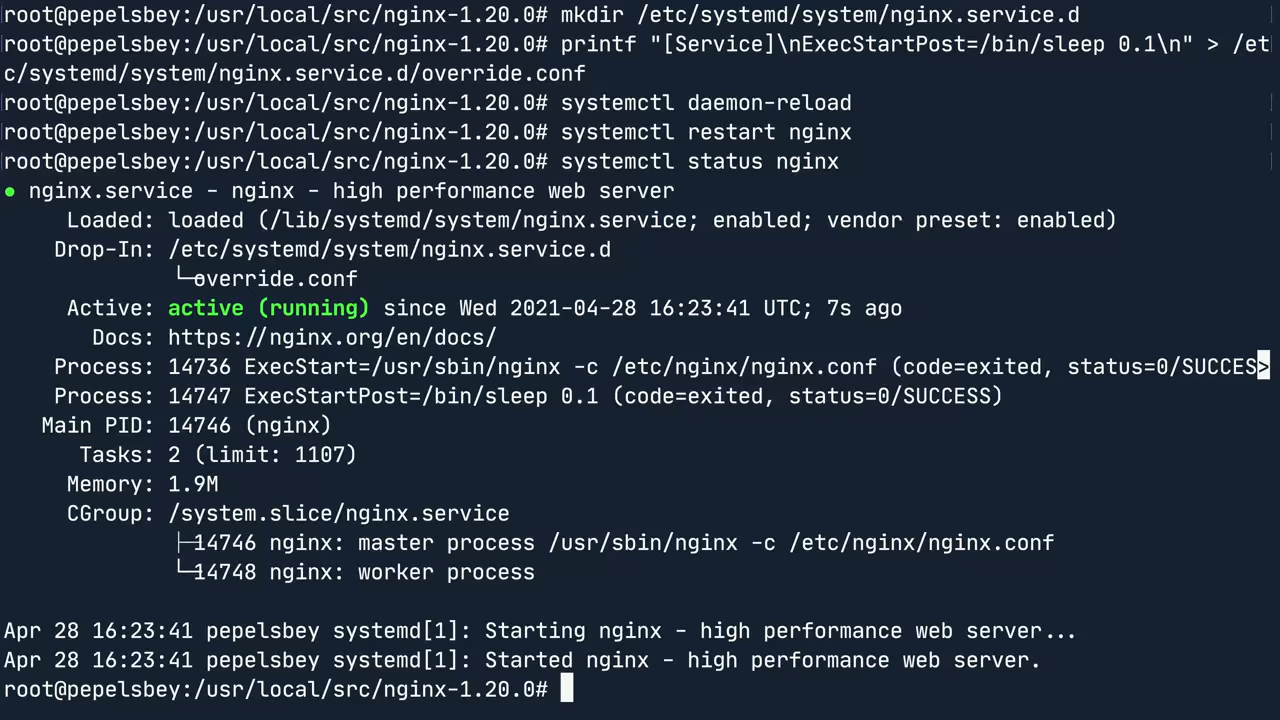 root@pepelsbey:/usr/local/src/nginx-1.20.0# mkdir /etc/systemd/system/nginx.service.d
root@pepelsbey:/usr/local/src/nginx-1.20.0# printf "[Service]\nExecStartPost=/bin/sleep 0.1\n" > /et
c/systemd/system/nginx.service.d/override.conf
root@pepelsbey:/usr/local/src/nginx-1.20.0# systemctl daemon-reload
root@pepelsbey:/usr/local/src/nginx-1.20.0# systemctl restart nginx
root@pepelsbey:/usr/local/src/nginx-1.20.0# systemctl status nginx
● nginx.service - nginx - high performance web server
Loaded: loaded (/lib/systemd/system/nginx.service; enabled; vendor preset: enabled)
Drop-In: /etc/systemd/system/nginx.service.d
└─override.conf
Active: active (running) since Wed 2021-04-28 16:23:41 UTC; 7s ago
Docs: https://nginx.org/en/docs/
Process: 14736 ExecStart=/usr/sbin/nginx -c /etc/nginx/nginx.conf (code=exited, status=0/SUCCES>
Process: 14747 ExecStartPost=/bin/sleep 0.1 (code=exited, status=0/SUCCESS)
Main PID: 14746 (nginx)
Tasks: 2 (limit: 1107)
Memory: 1.9M
CGroup: /system.slice/nginx.service
├─14746 nginx: master process /usr/sbin/nginx -c /etc/nginx/nginx.conf
└─14748 nginx: worker process
Apr 28 16:23:41 pepelsbey systemd[1]: Starting nginx - high performance web server...
Apr 28 16:23:41 pepelsbey systemd[1]: Started nginx - high performance web server.
root@pepelsbey:/usr/local/src/nginx-1.20.0#